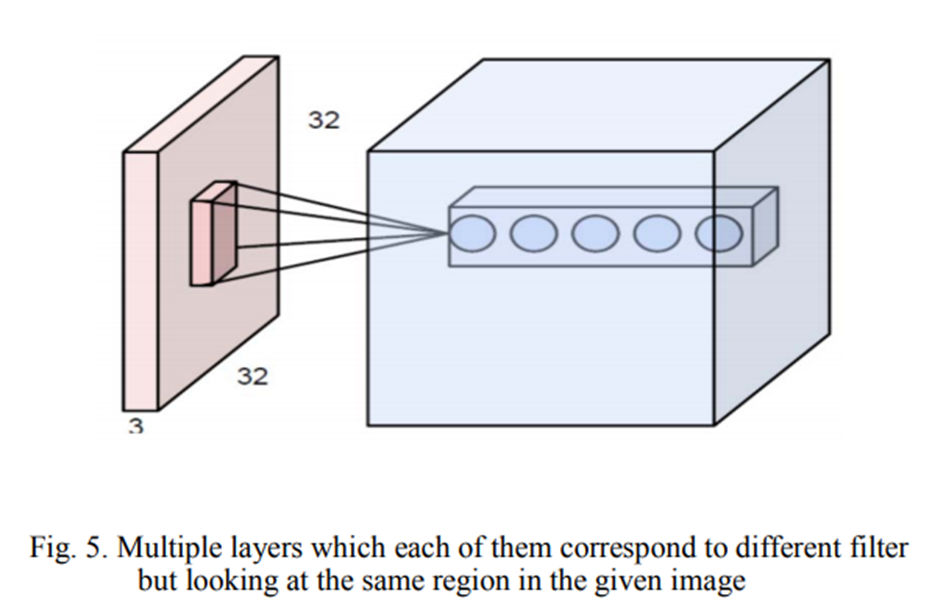 32
32
3
Fig. 5. Multiple layers which each of them correspond to different filter
but looking at the same region in the given image